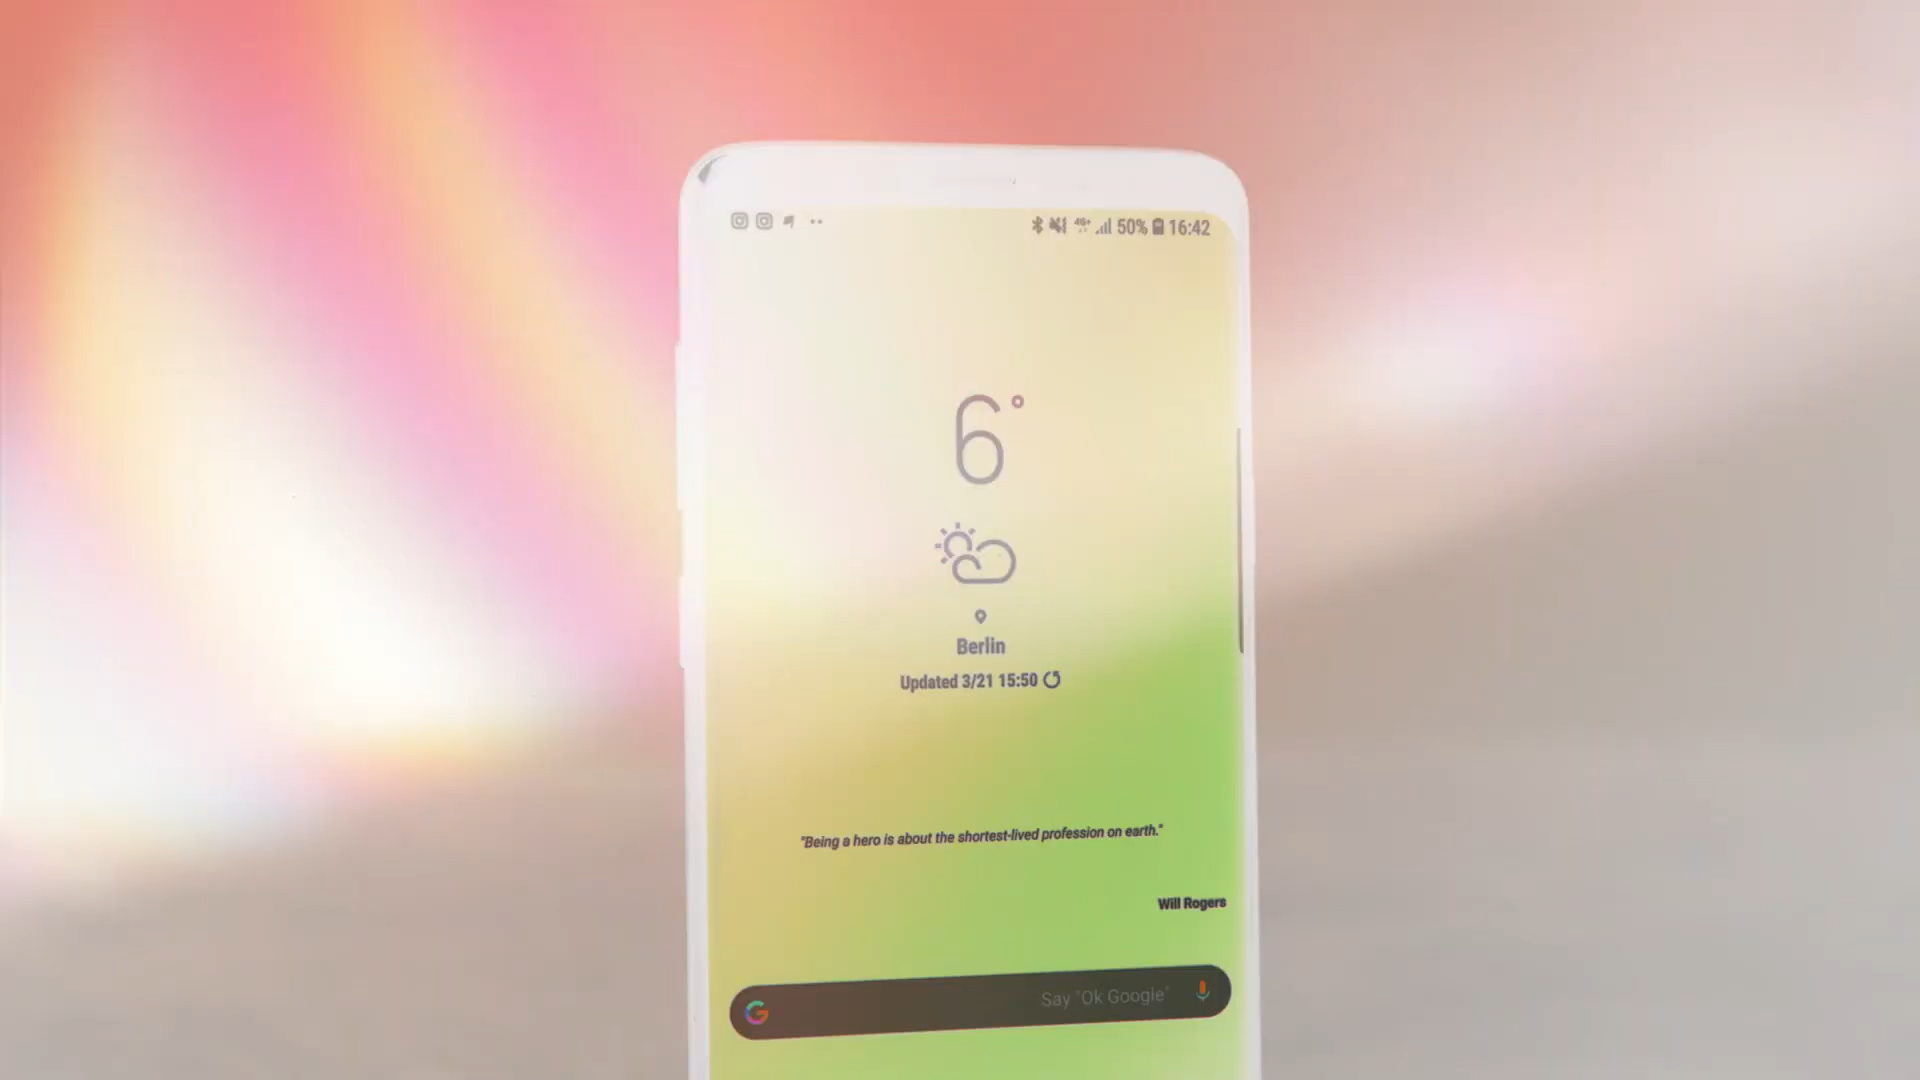 4G+ 50% 16:42
6°
Berlin
Updated 3/21 15:50
"Being a hero is about the shortest-lived profession on earth."
Will Rogers
G Say "Ok Google"